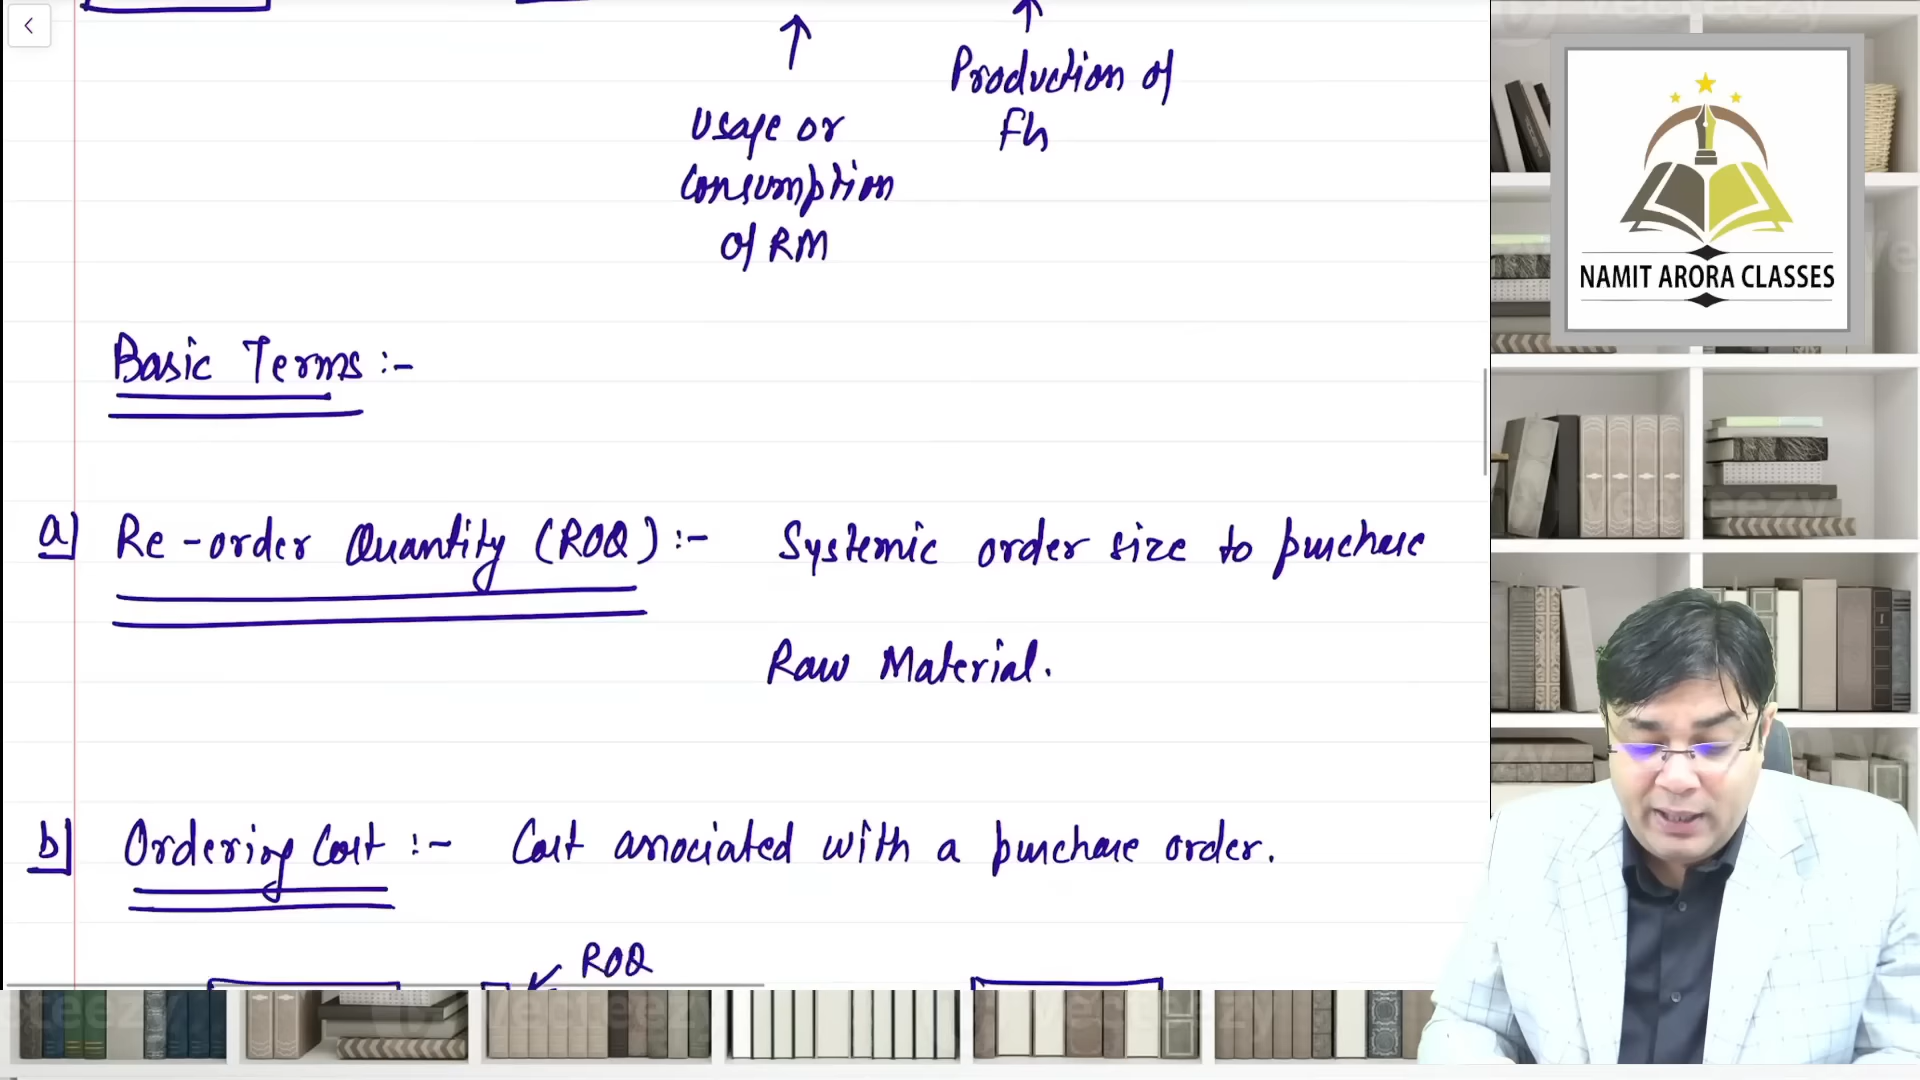 Production of
FG
Usage or
Consumption
of RM
Basic Terms :-
a] Re-order Quantity (ROQ) :- Systemic order size to purchase
Raw Material.
b] Ordering Cost :- Cost associated with a purchase order.
ROQ
NAMIT ARORA CLASSES